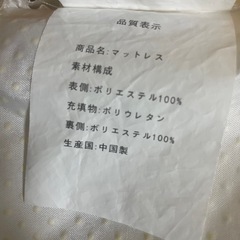 品質表示
商品名:マットレス
素材構成
表側:ポリエステル100%
充填物:ポリウレタン
裏側:ポリエステル100%
生産国:中国製